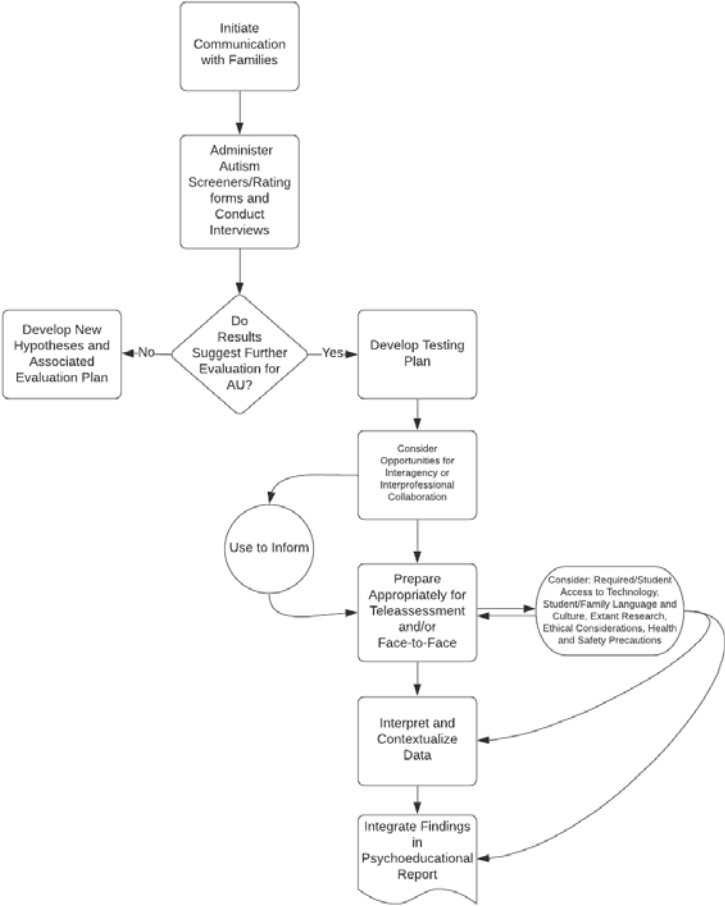 Initiate
Communication
with Families
Administer
Autism
Screeners/Rating
forms and
Conduct
Interviews
Do
Results
Suggest Further
Evaluation for
AU?
No
Develop New
Hypotheses and
Associated
Evaluation Plan
Yes
Develop Testing
Plan
Consider
Opportunities for
Interagency or
Interprofessional
Collaboration
Use to Inform
Prepare
Appropriately for
Teleassessment
and/or
Face-to-Face
Consider: Required/Student
Access to Technology,
Student/Family Language and
Culture, Extant Research,
Ethical Considerations, Health
and Safety Precautions
Interpret and
Contextualize
Data
Integrate Findings
in
Psychoeducational
Report